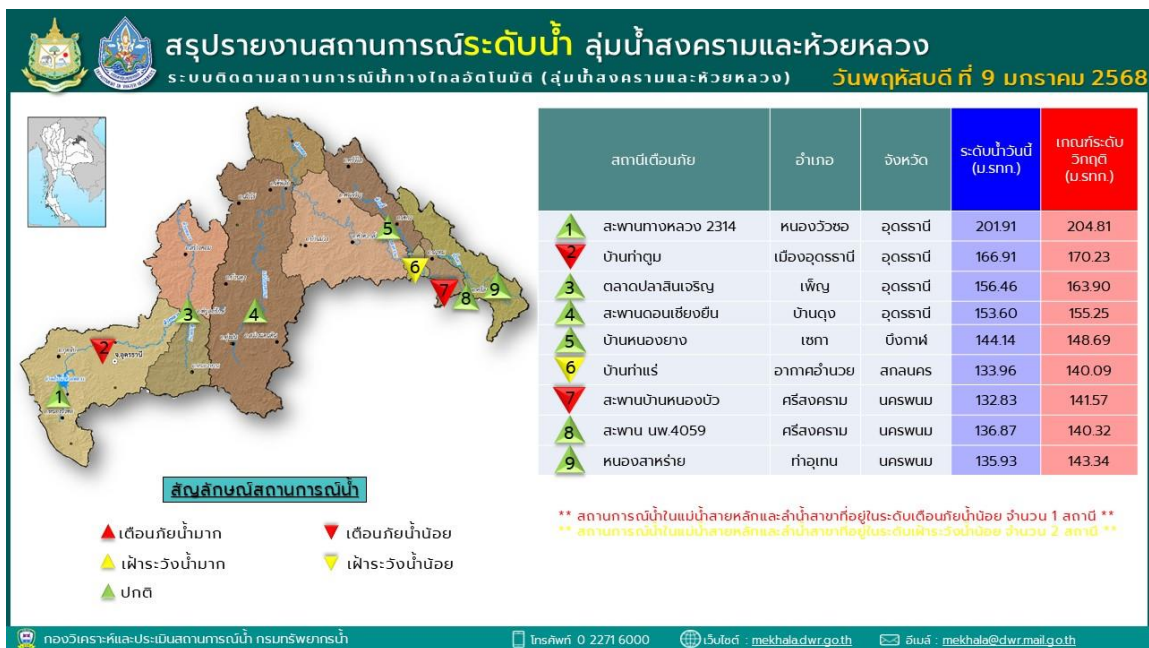 สรุปรายงานสถานการณ์ระดับน้ำ ลุ่มน้ำสงครามและห้วยหลวง
ระบบติดตามสถานการณ์น้ำทางไกลอัตโนมัติ (ลุ่มน้ำสงครามและห้วยหลวง) วันพฤหัสบดี ที่ 9 มกราคม 2568
สถานีเตือนภัย อำเภอ จังหวัด ระดับน้ำวันนี้ (ม.รทก.) เกณฑ์ระดับวิกฤติ (ม.รทก.)
1 สะพานทางหลวง 2314 หนองวัวซอ อุดรธานี 201.91 204.81
2 บ้านท่าตูม เมืองอุดรธานี อุดรธานี 166.91 170.23
3 ตลาดปลาสินเจริญ เพ็ญ อุดรธานี 156.46 163.90
4 สะพานดอนเชียงยืน บ้านดุง อุดรธานี 153.60 155.25
5 บ้านหนองยาง เซกา บึงกาฬ 144.14 148.69
6 บ้านท่าแร่ อากาศอำนวย สกลนคร 133.96 140.09
7 สะพานบ้านหนองบัว ศรีสงคราม นครพนม 132.83 141.57
8 สะพาน นพ.4059 ศรีสงคราม นครพนม 136.87 140.32
9 หนองสาหร่าย ท่าอุเทน นครพนม 135.93 143.34
5
6
7
8
9
3
4
2
1
สัญลักษณ์สถานการณ์น้ำ
เตือนภัยน้ำมาก เตือนภัยน้ำน้อย
เฝ้าระวังน้ำมาก เฝ้าระวังน้ำน้อย
ปกติ
** สถานการณ์น้ำในแม่น้ำสายหลักและลำน้ำสาขาที่อยู่ในระดับเตือนภัยน้ำน้อย จำนวน 1 สถานี **
** สถานการณ์น้ำในแม่น้ำสายหลักและลำน้ำสาขาที่อยู่ในระดับเฝ้าระวังน้ำน้อย จำนวน 2 สถานี **
กองวิเคราะห์และประเมินสถานการณ์น้ำ กรมทรัพยากรน้ำ โทรศัพท์ 0 2271 6000 เว็บไซต์ : mekhala.dwr.go.th อีเมล์ : mekhala@dwr.mail.go.th